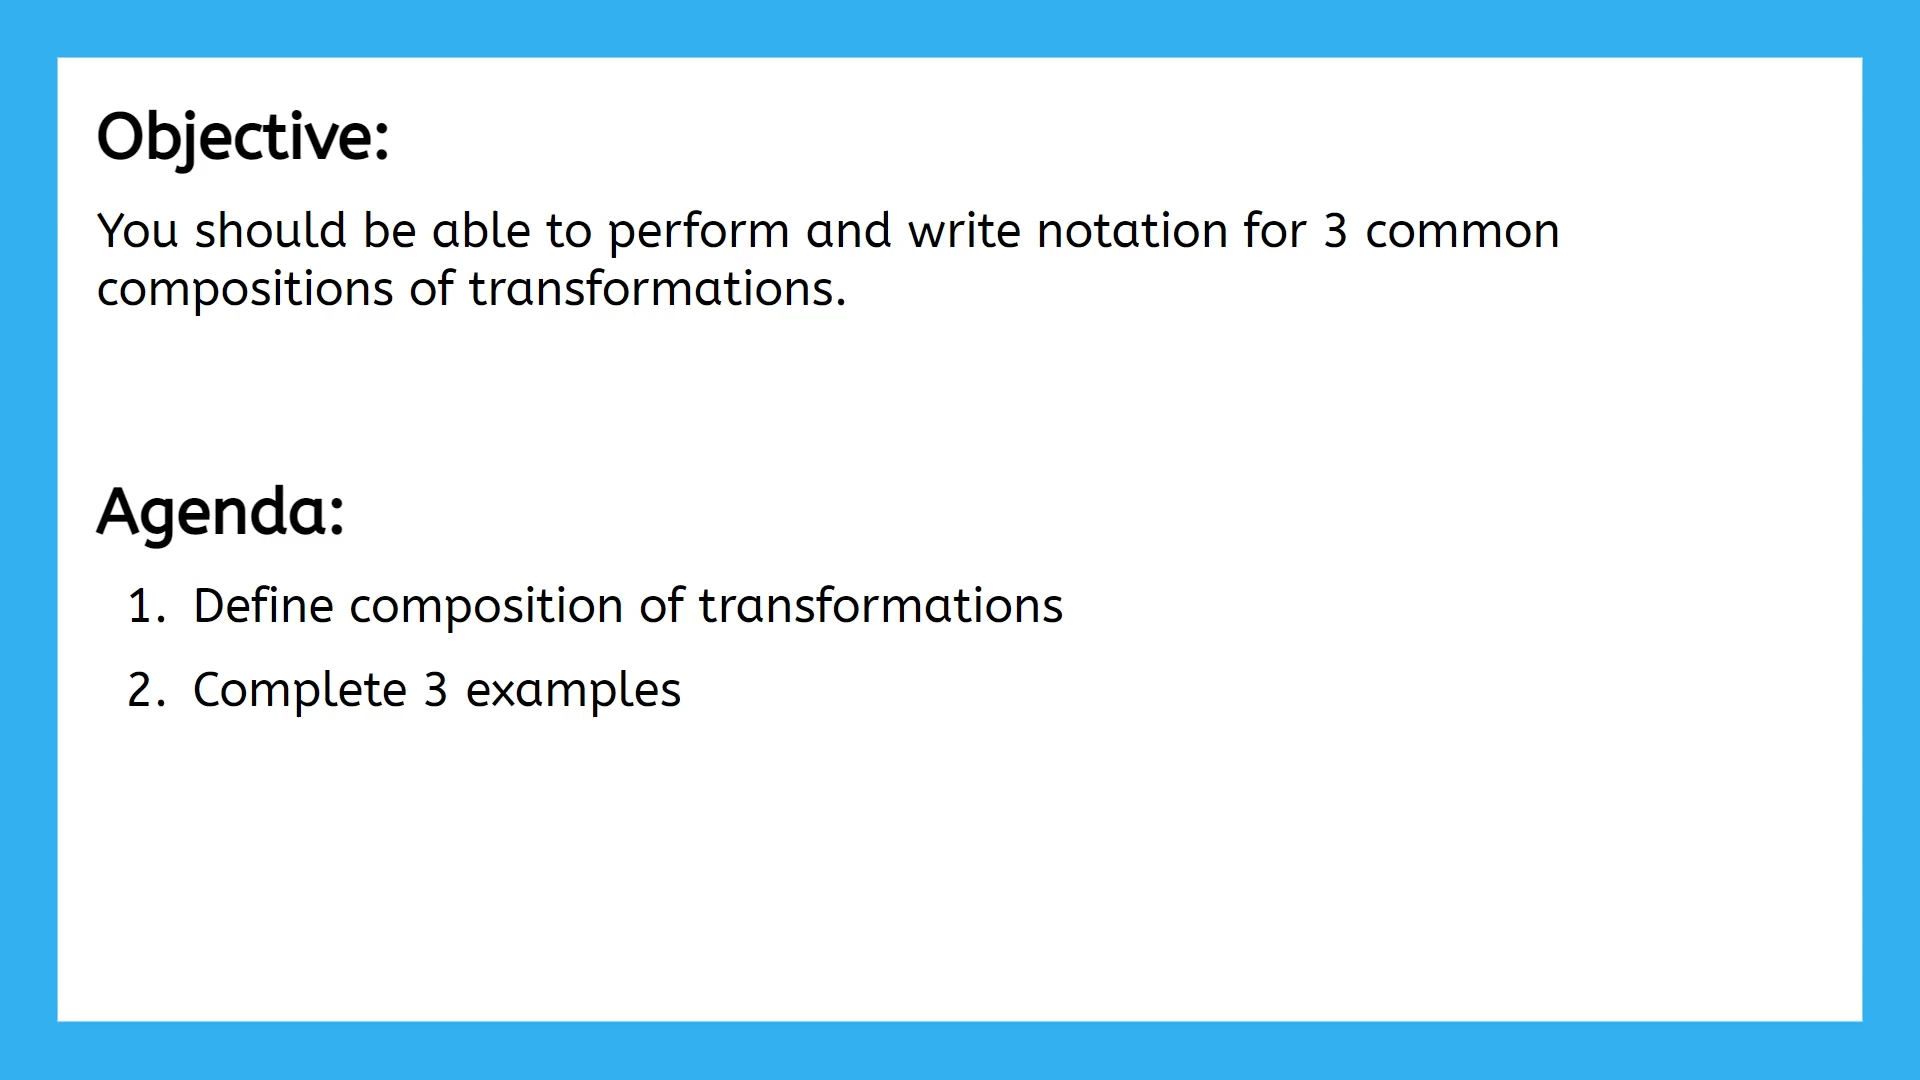 Objective:
You should be able to perform and write notation for 3 common
compositions of transformations.
Agenda:
1. Define composition of transformations
2. Complete 3 examples